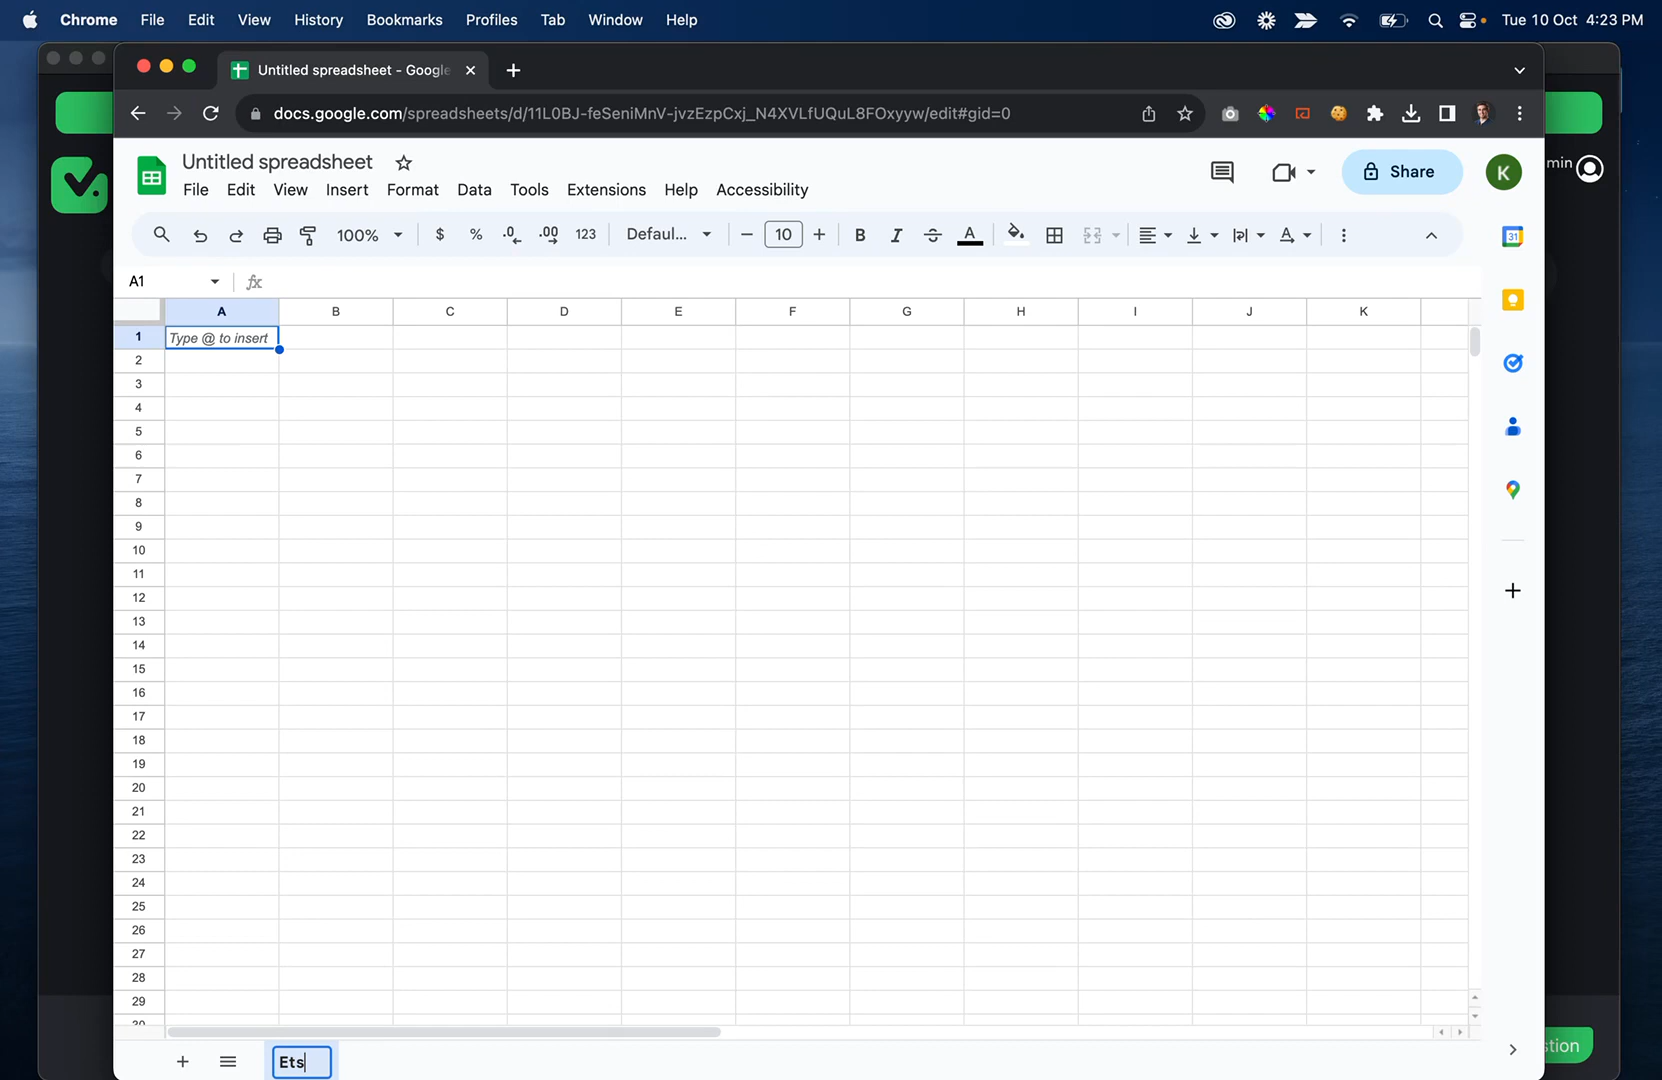 Chrome File Edit View History Bookmarks Profiles Tab Window Help Tue 10 Oct 4:23 PM
Untitled spreadsheet - Google
docs.google.com/spreadsheets/d/11L0BJ-feSeniMnV-jvzEzpCxj_N4XVLfUQuL8FOxyyw/edit#gid=0
Untitled spreadsheet
Share
K
min
File Edit View Insert Format Data Tools Extensions Help Accessibility
100% $ % .0 .00 123 Defaul... 10 B I A A
31
A1 fx
A B C D E F G H I J K
1 Type @ to insert
2
3
4
5
6
7
8
9
10
11
12
13
14
15
16
17
18
19
20
21
22
23
24
25
26
27
28
29
30
Ets
stion